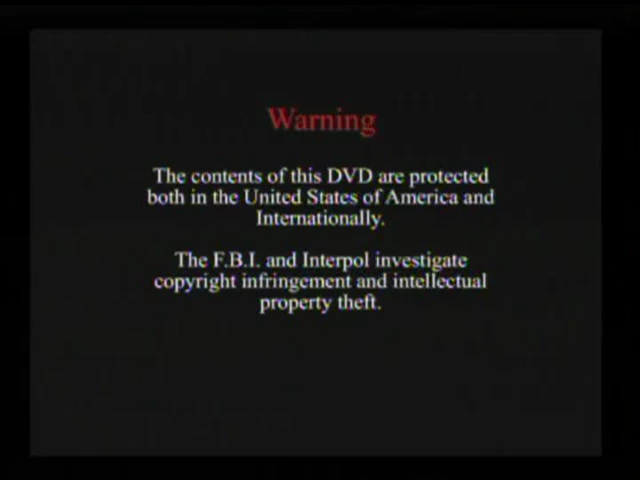 Warning
The contents of this DVD are protected
both in the United States of America and
Internationally.
The F.B.I. and Interpol investigate
copyright infringement and intellectual
property theft.